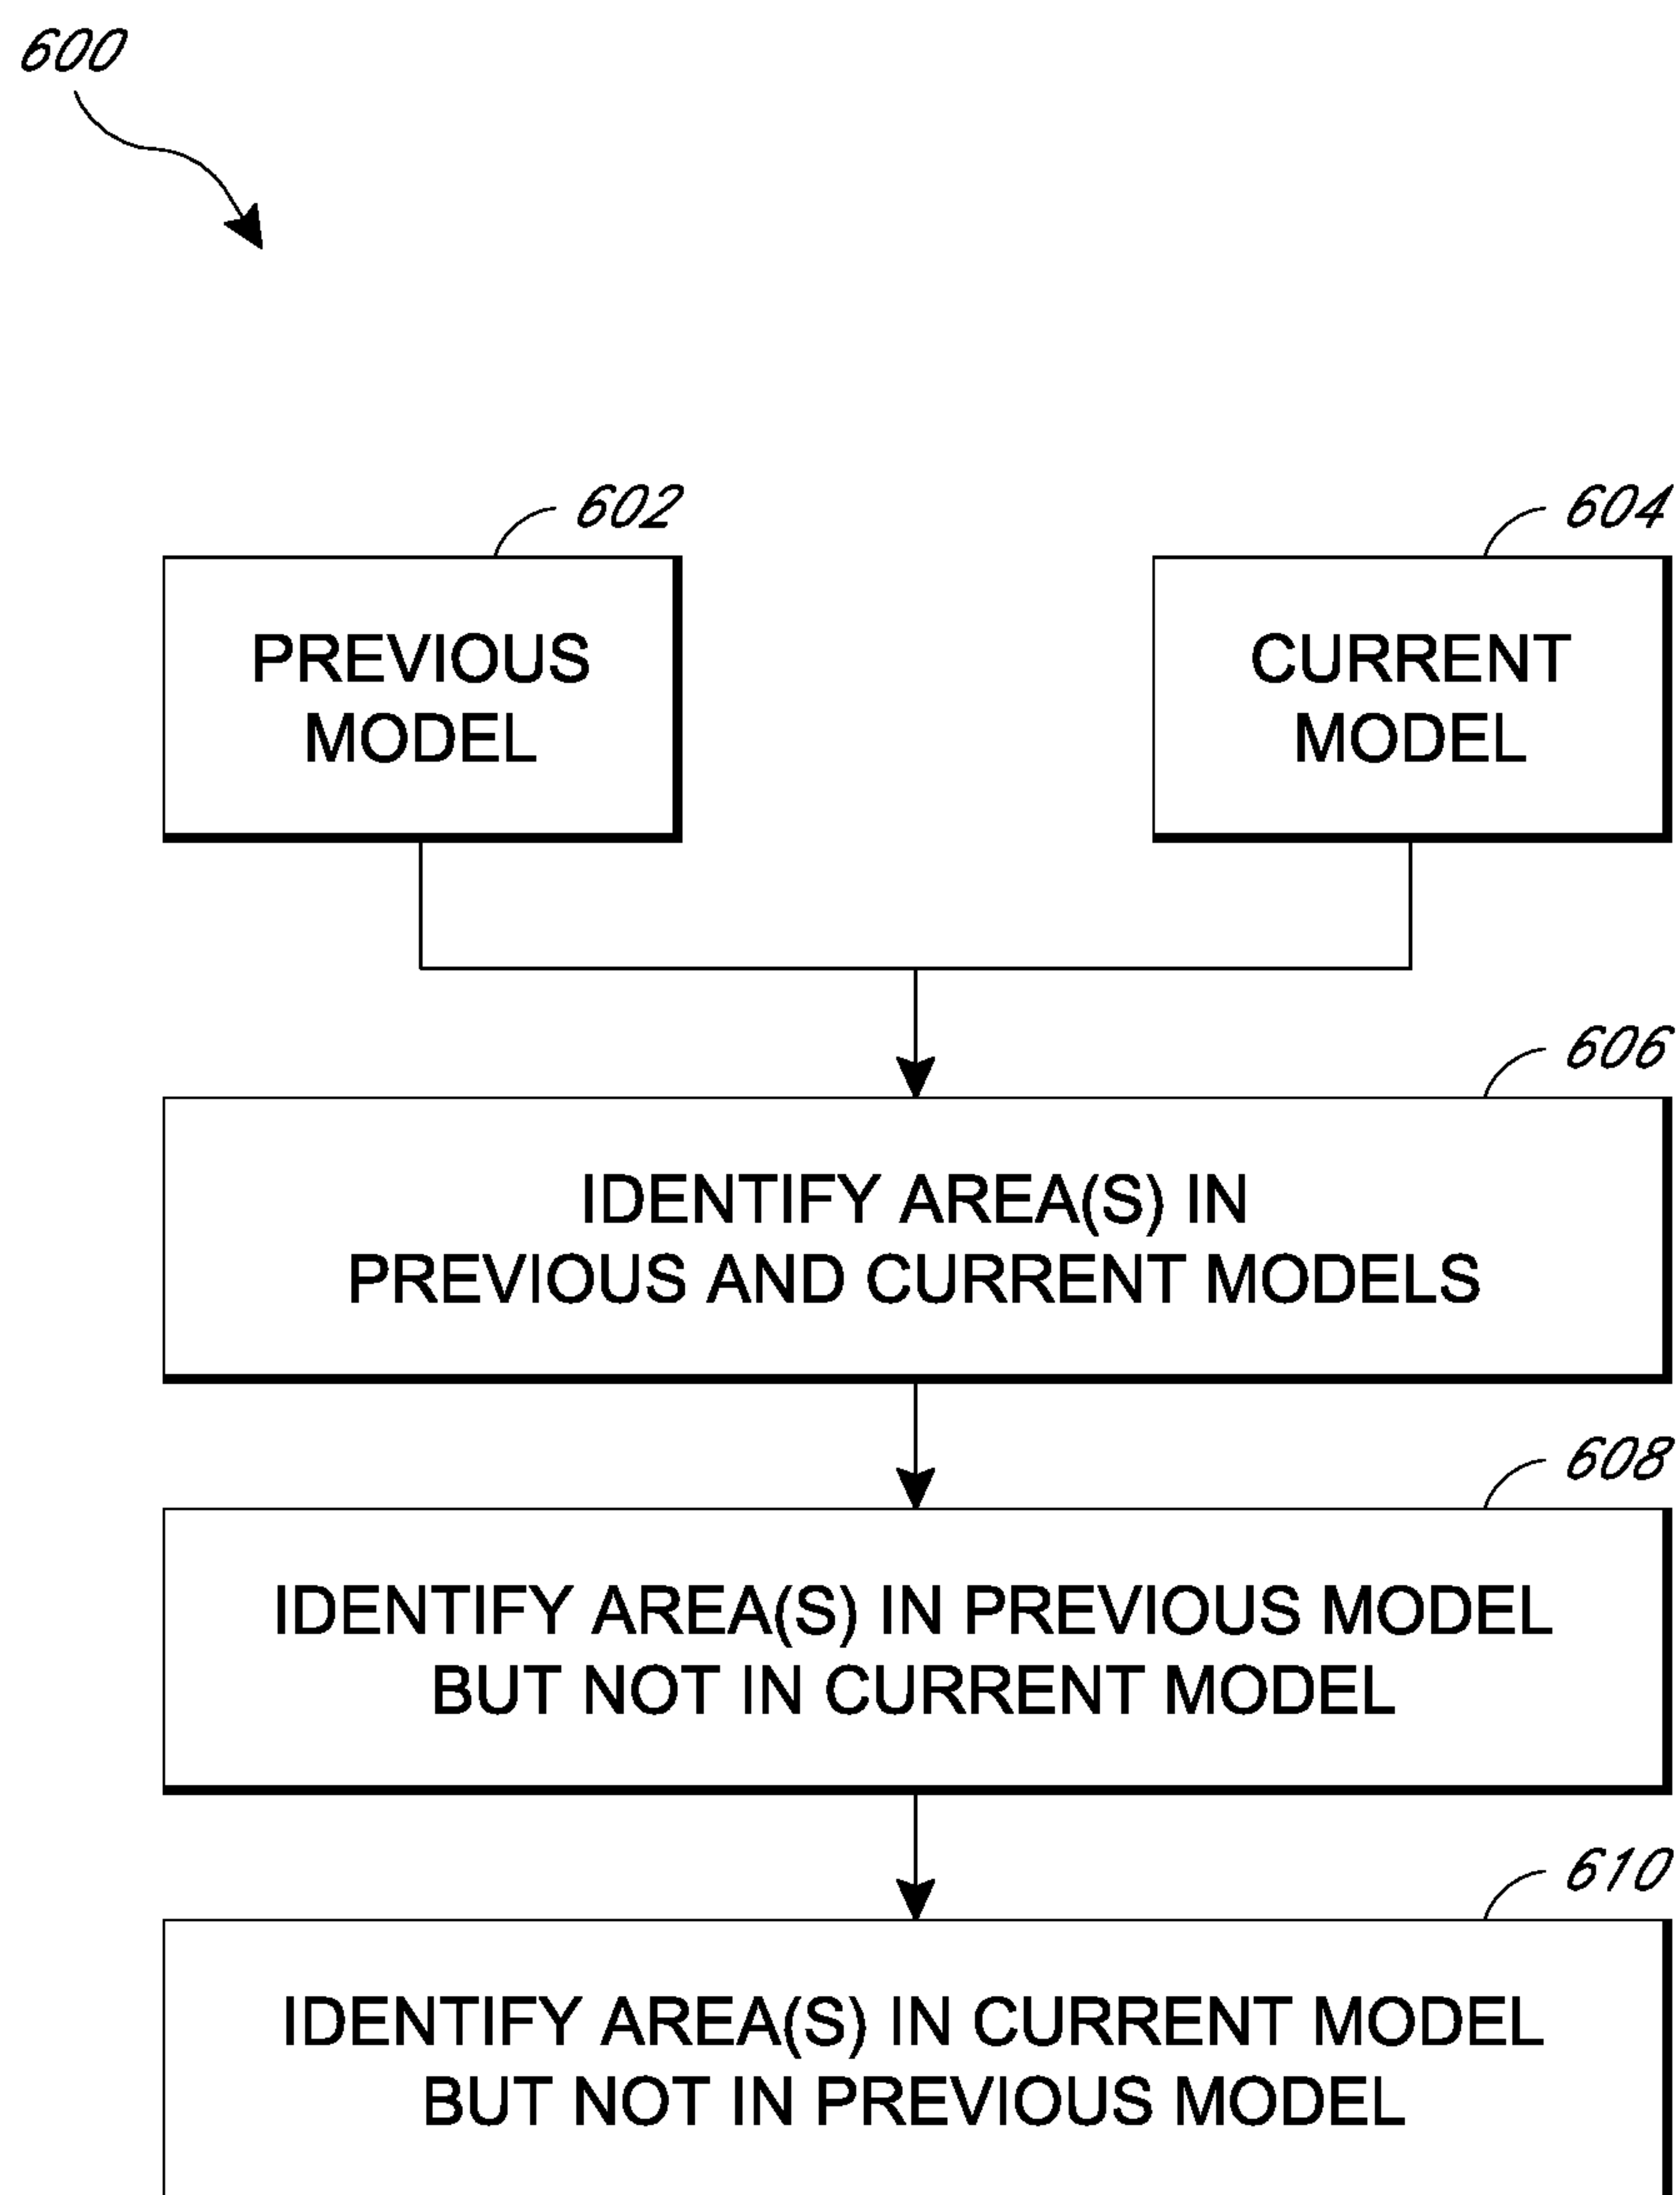 600
602
PREVIOUS
MODEL
604
CURRENT
MODEL
606
IDENTIFY AREA(S) IN
PREVIOUS AND CURRENT MODELS
608
IDENTIFY AREA(S) IN PREVIOUS MODEL
BUT NOT IN CURRENT MODEL
610
IDENTIFY AREA(S) IN CURRENT MODEL
BUT NOT IN PREVIOUS MODEL